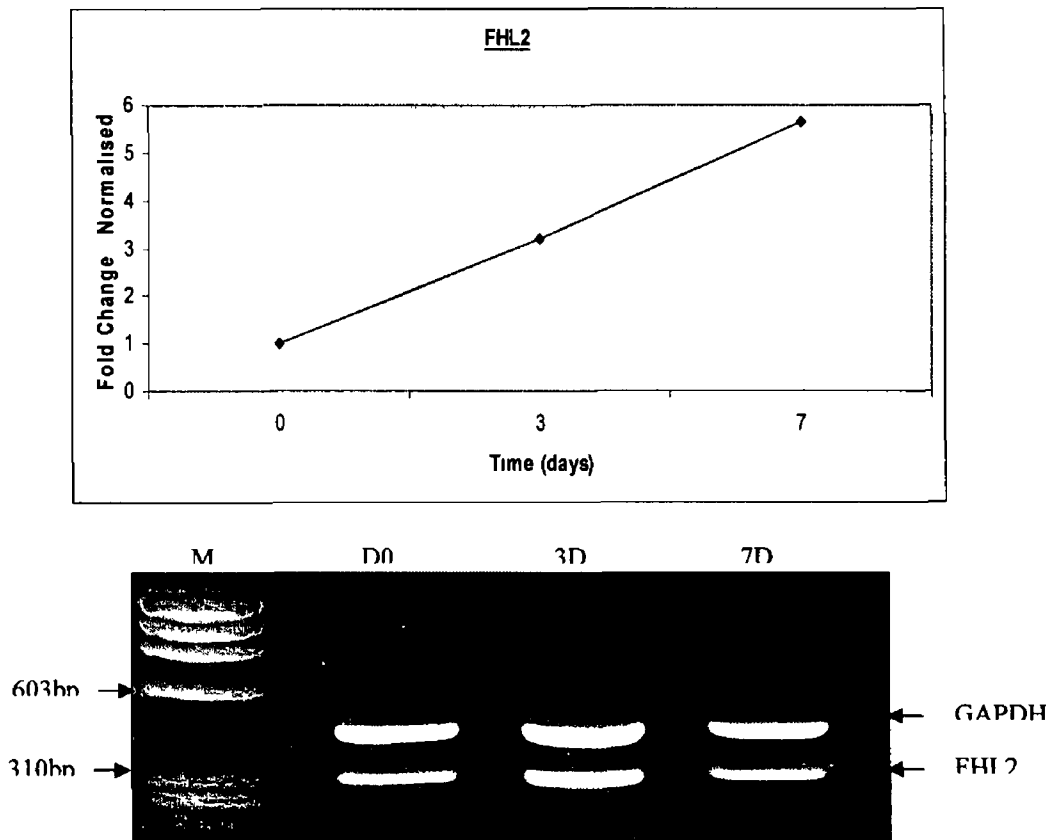 FHL2
6
5
4
3
2
1
0
Fold Change Normalised
0 3 7
Time (days)
M D0 3D 7D
603bp
GAPDH
310bp
FHL2